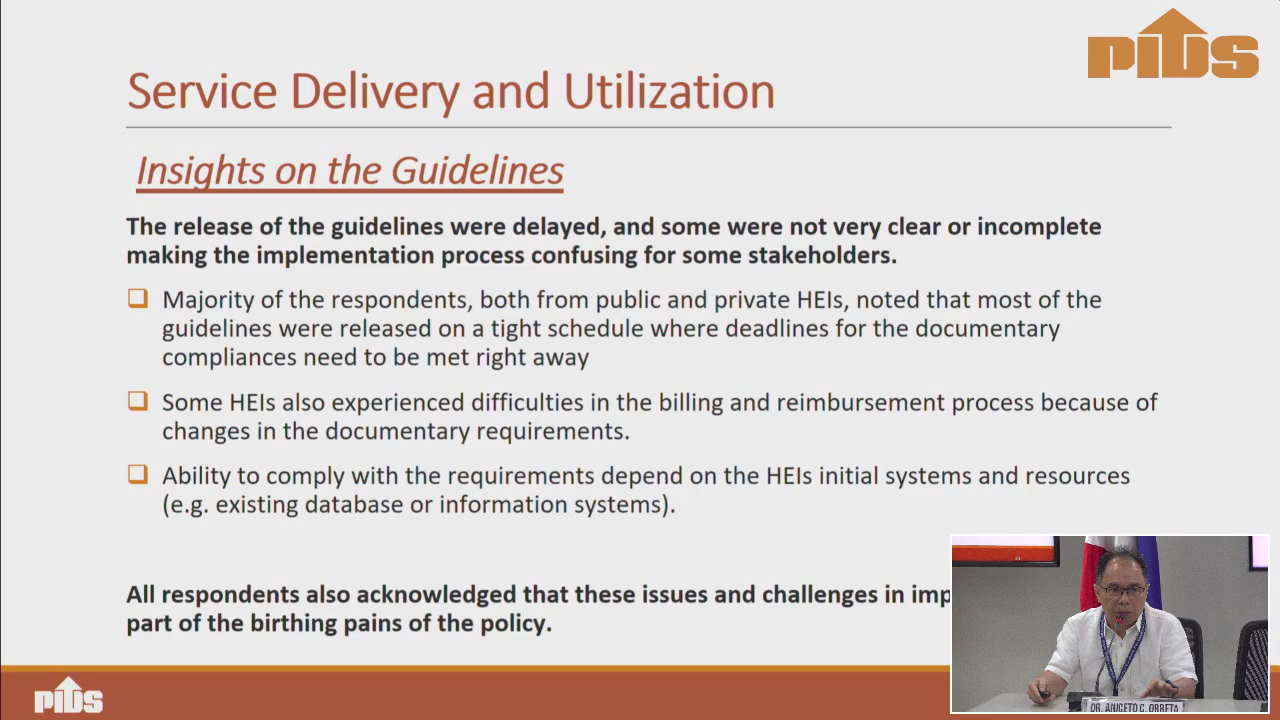 PIDS
Service Delivery and Utilization
Insights on the Guidelines
The release of the guidelines were delayed, and some were not very clear or incomplete
making the implementation process confusing for some stakeholders.
Majority of the respondents, both from public and private HEIs, noted that most of the
guidelines were released on a tight schedule where deadlines for the documentary
compliances need to be met right away
Some HEIs also experienced difficulties in the billing and reimbursement process because of
changes in the documentary requirements.
Ability to comply with the requirements depend on the HEIs initial systems and resources
(e.g. existing database or information systems).
All respondents also acknowledged that these issues and challenges in imp
part of the birthing pains of the policy.
PIDS
DR. ANICETO C. ORBETA